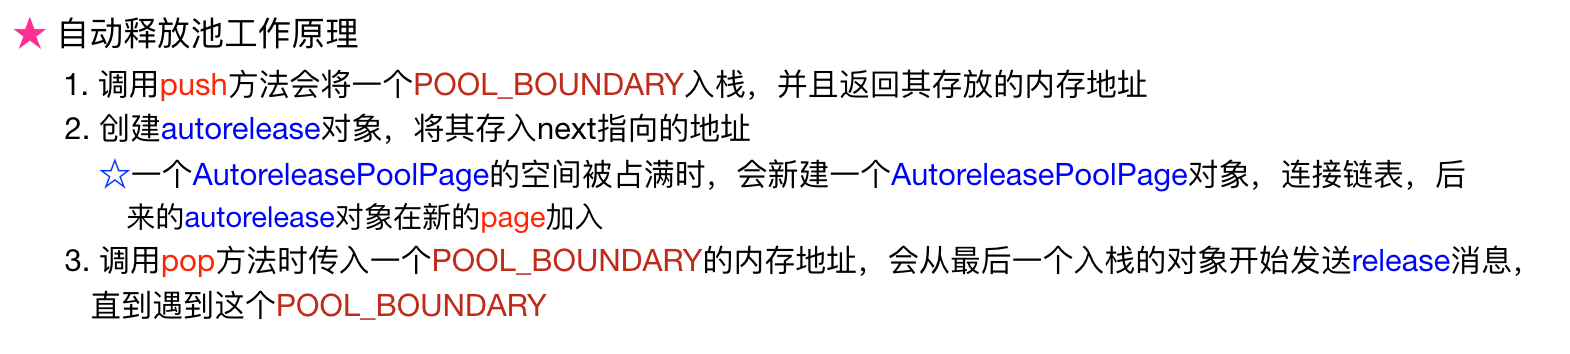 ★ 自动释放池工作原理
1. 调用push方法会将一个POOL_BOUNDARY入栈，并且返回其存放的内存地址
2. 创建autorelease对象，将其存入next指向的地址
☆一个AutoreleasePoolPage的空间被占满时，会新建一个AutoreleasePoolPage对象，连接链表，后
来的autorelease对象在新的page加入
3. 调用pop方法时传入一个POOL_BOUNDARY的内存地址，会从最后一个入栈的对象开始发送release消息，
直到遇到这个POOL_BOUNDARY